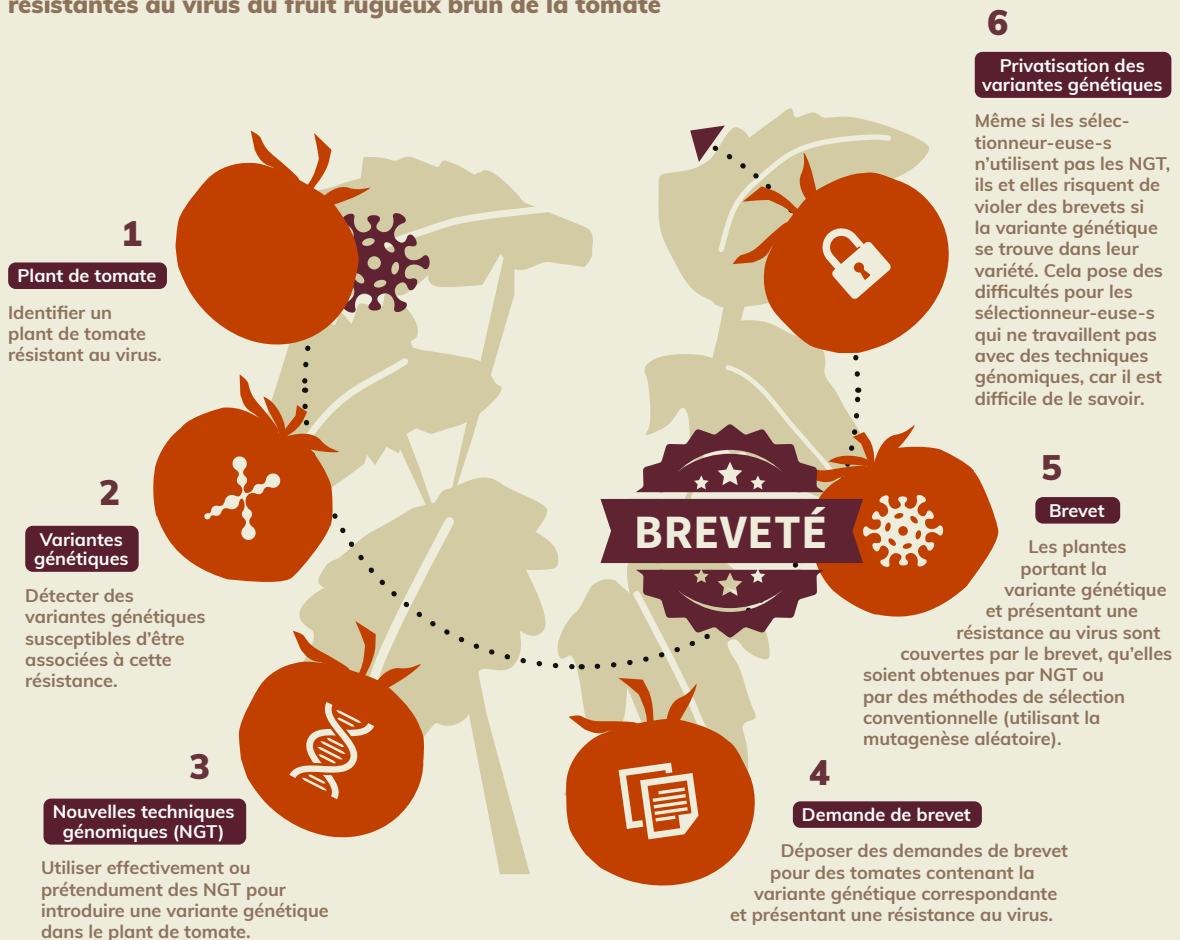 résistantes au virus du fruit rugueux brun de la tomate
1
Plant de tomate
Identifier un
plant de tomate
résistant au virus.
2
Variantes
génétiques
Détecter des
variantes génétiques
susceptibles d’être
associées à cette
résistance.
3
Nouvelles techniques
génomiques (NGT)
Utiliser effectivement ou
prétendument des NGT pour
introduire une variante génétique
dans le plant de tomate.
4
Demande de brevet
Déposer des demandes de brevet
pour des tomates contenant la
variante génétique correspondante
et présentant une résistance au virus.
BREVETÉ
5
Brevet
Les plantes
portant la
variante génétique
et présentant une
résistance au virus sont
couvertes par le brevet, qu’elles
soient obtenues par NGT ou
par des méthodes de sélection
conventionnelle (utilisant la
mutagenèse aléatoire).
6
Privatisation des
variantes génétiques
Même si les sélec-
tionneur-euse-s
n’utilisent pas les NGT,
ils et elles risquent de
violer des brevets si
la variante génétique
se trouve dans leur
variété. Cela pose des
difficultés pour les
sélectionneur-euse-s
qui ne travaillent pas
avec des techniques
génomiques, car il est
difficile de le savoir.